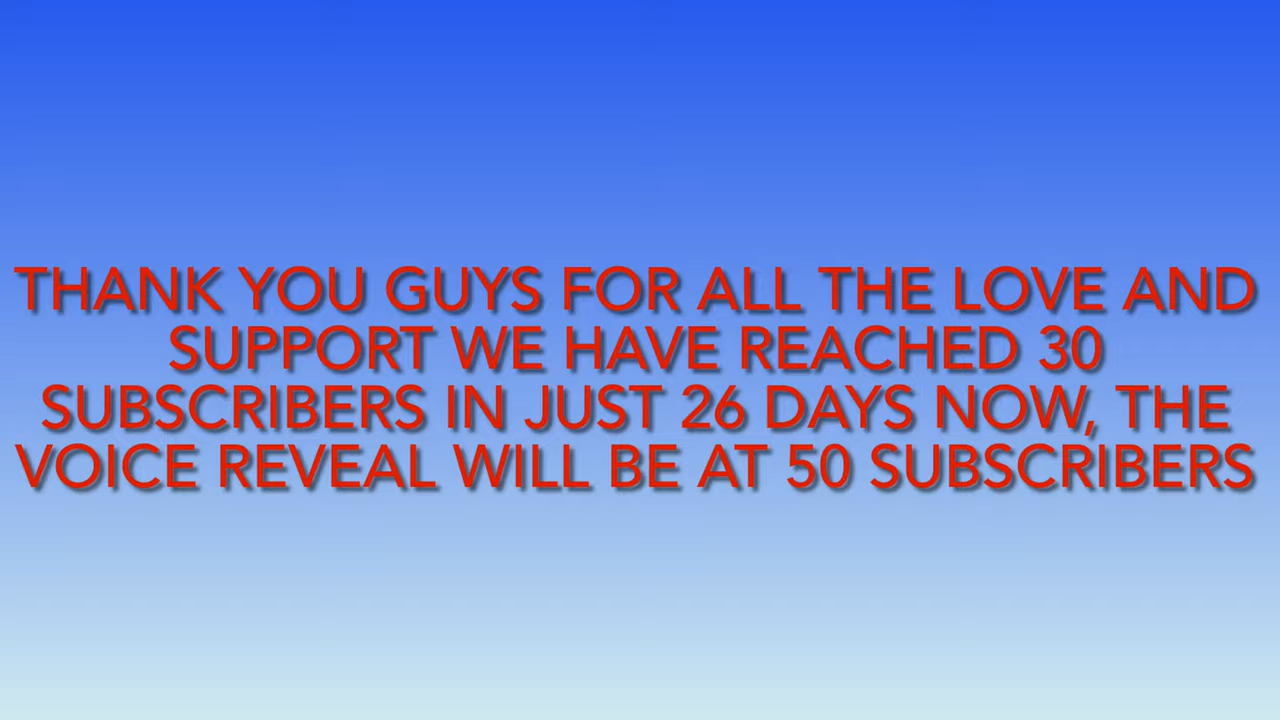 THANK YOU GUYS FOR ALL THE LOVE AND
SUPPORT WE HAVE REACHED 30
SUBSCRIBERS IN JUST 26 DAYS NOW, THE
VOICE REVEAL WILL BE AT 50 SUBSCRIBERS